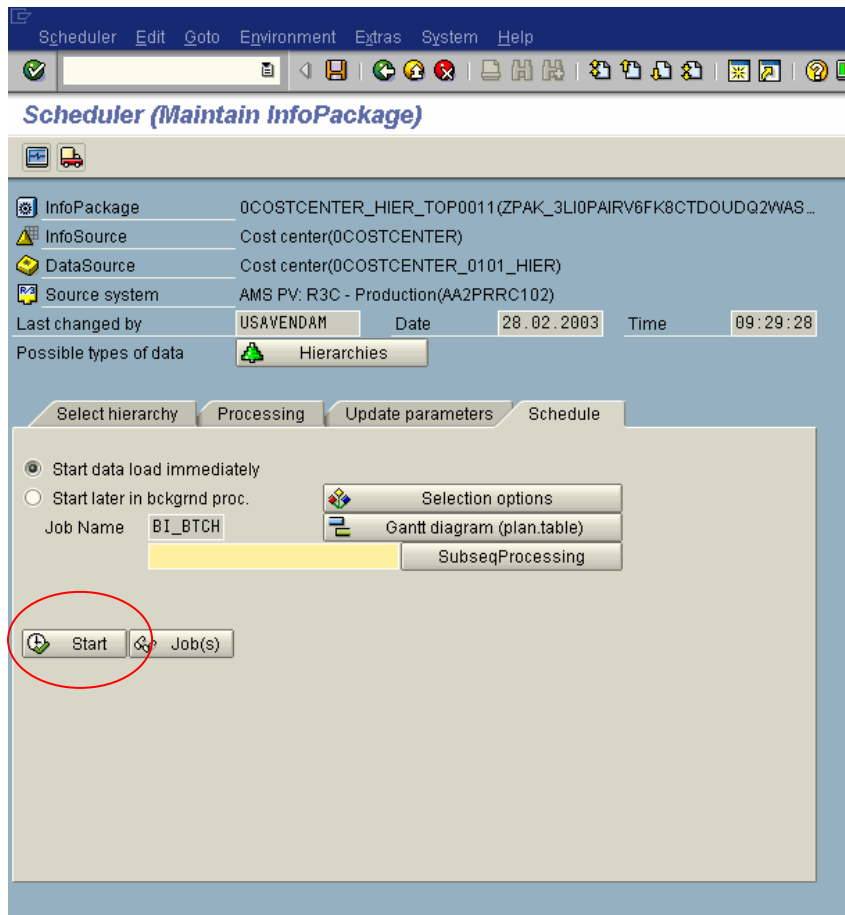 Scheduler Edit Goto Environment Extras System Help
Scheduler (Maintain InfoPackage)
InfoPackage 0COSTCENTER_HIER_TOP0011(ZPAK_3LI0PAIRV6FK8CTDOUDQ2WAS...
InfoSource Cost center(0COSTCENTER)
DataSource Cost center(0COSTCENTER_0101_HIER)
R/3 Source system AMS PV: R3C - Production(AA2PRRC102)
Last changed by USAVENDAM Date 28.02.2003 Time 09:29:28
Possible types of data Hierarchies
Select hierarchy Processing Update parameters Schedule
Start data load immediately
Start later in bckgrnd proc. Selection options
Job Name BI_BTCH Gantt diagram (plan.table)
SubseqProcessing
Start Job(s)